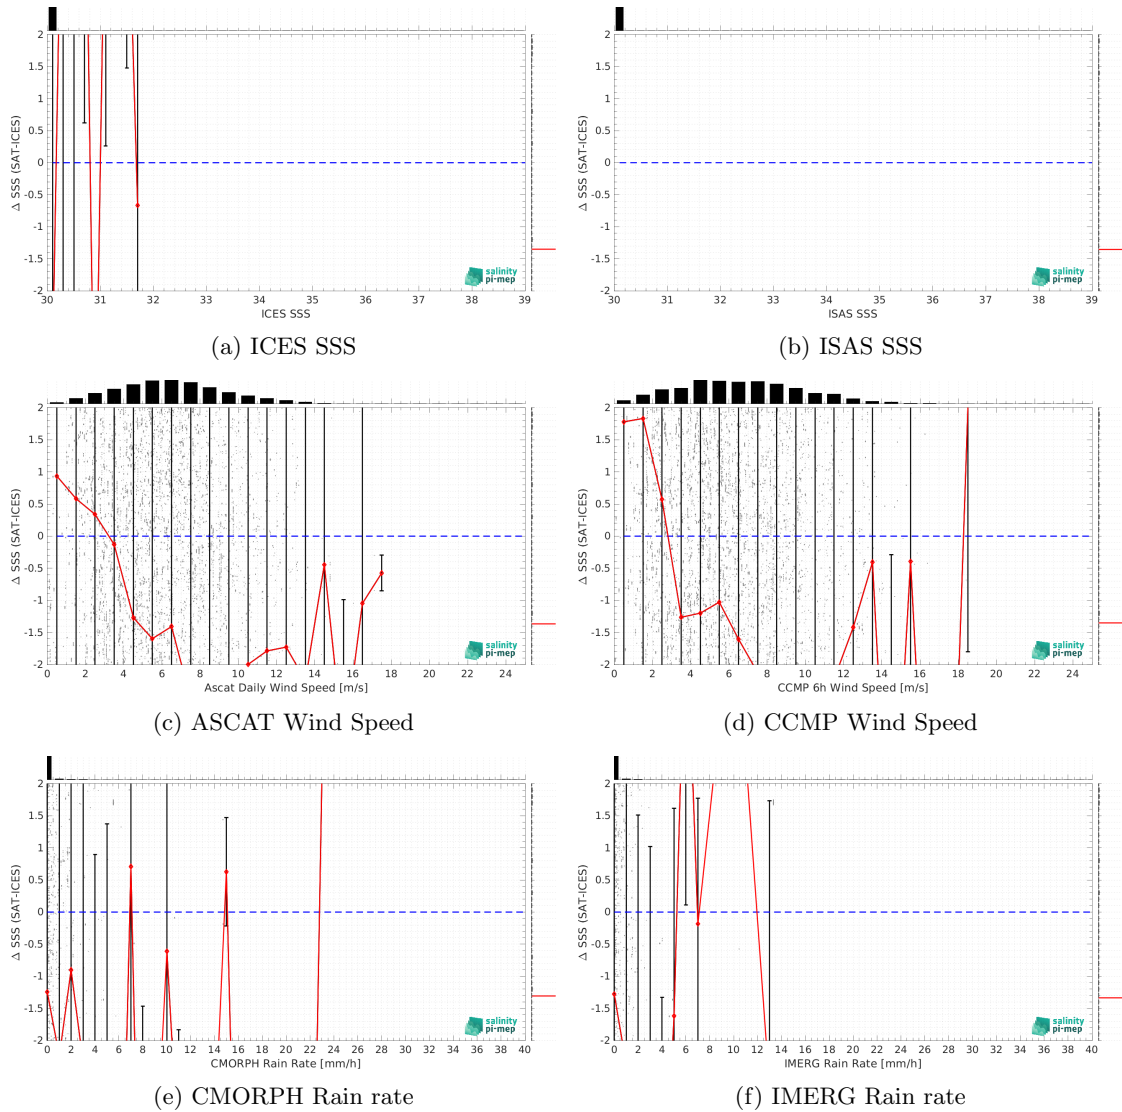 2
1.5
1
0.5
0
-0.5
-1
-1.5
-2
Δ SSS (SAT-ICES)
30 31 32 33 34 35 36 37 38 39
ICES SSS
salinity
pi-mep
(a) ICES SSS
2
1.5
1
0.5
0
-0.5
-1
-1.5
-2
Δ SSS (SAT-ICES)
30 31 32 33 34 35 36 37 38 39
ISAS SSS
salinity
pi-mep
(b) ISAS SSS
2
1.5
1
0.5
0
-0.5
-1
-1.5
-2
Δ SSS (SAT-ICES)
0 2 4 6 8 10 12 14 16 18 20 22 24
Ascat Daily Wind Speed [m/s]
salinity
pi-mep
(c) ASCAT Wind Speed
2
1.5
1
0.5
0
-0.5
-1
-1.5
-2
Δ SSS (SAT-ICES)
0 2 4 6 8 10 12 14 16 18 20 22 24
CCMP 6h Wind Speed [m/s]
salinity
pi-mep
(d) CCMP Wind Speed
2
1.5
1
0.5
0
-0.5
-1
-1.5
-2
Δ SSS (SAT-ICES)
0 2 4 6 8 10 12 14 16 18 20 22 24 26 28 30 32 34 36 38 40
CMORPH Rain Rate [mm/h]
salinity
pi-mep
(e) CMORPH Rain rate
2
1.5
1
0.5
0
-0.5
-1
-1.5
-2
Δ SSS (SAT-ICES)
0 2 4 6 8 10 12 14 16 18 20 22 24 26 28 30 32 34 36 38 40
IMERG Rain Rate [mm/h]
salinity
pi-mep
(f) IMERG Rain rate